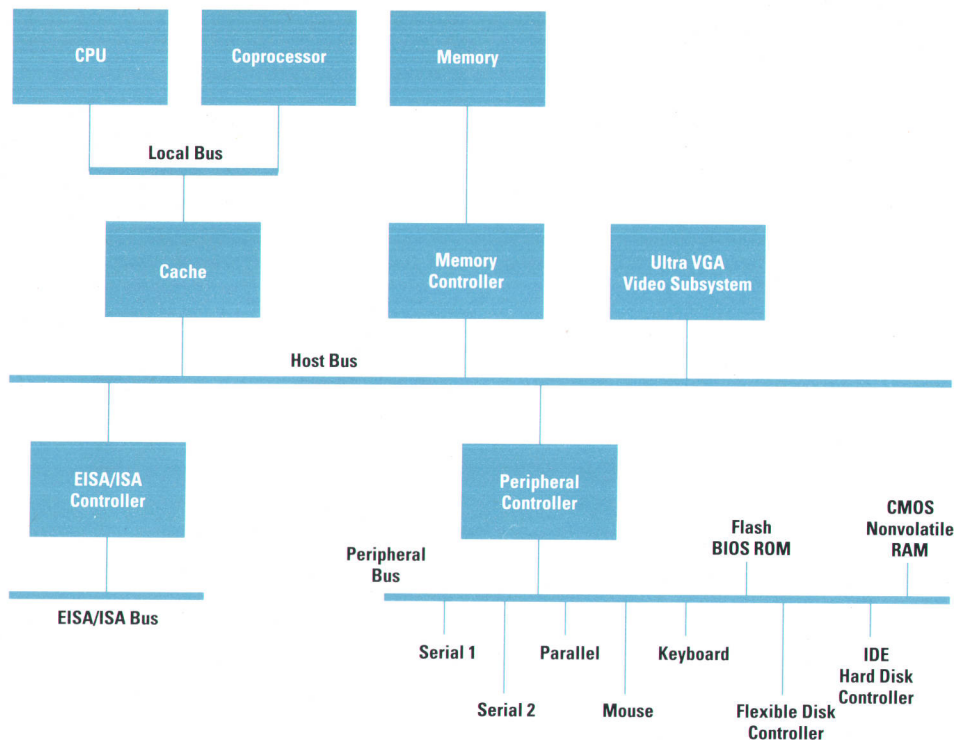 CPU
Coprocessor
Memory
Local Bus
Cache
Memory
Controller
Ultra VGA
Video Subsystem
Host Bus
EISA/ISA
Controller
Peripheral
Controller
Flash
BIOS ROM
CMOS
Nonvolatile
RAM
Peripheral
Bus
EISA/ISA Bus
Serial 1
Parallel
Keyboard
IDE
Hard Disk
Controller
Serial 2
Mouse
Flexible Disk
Controller